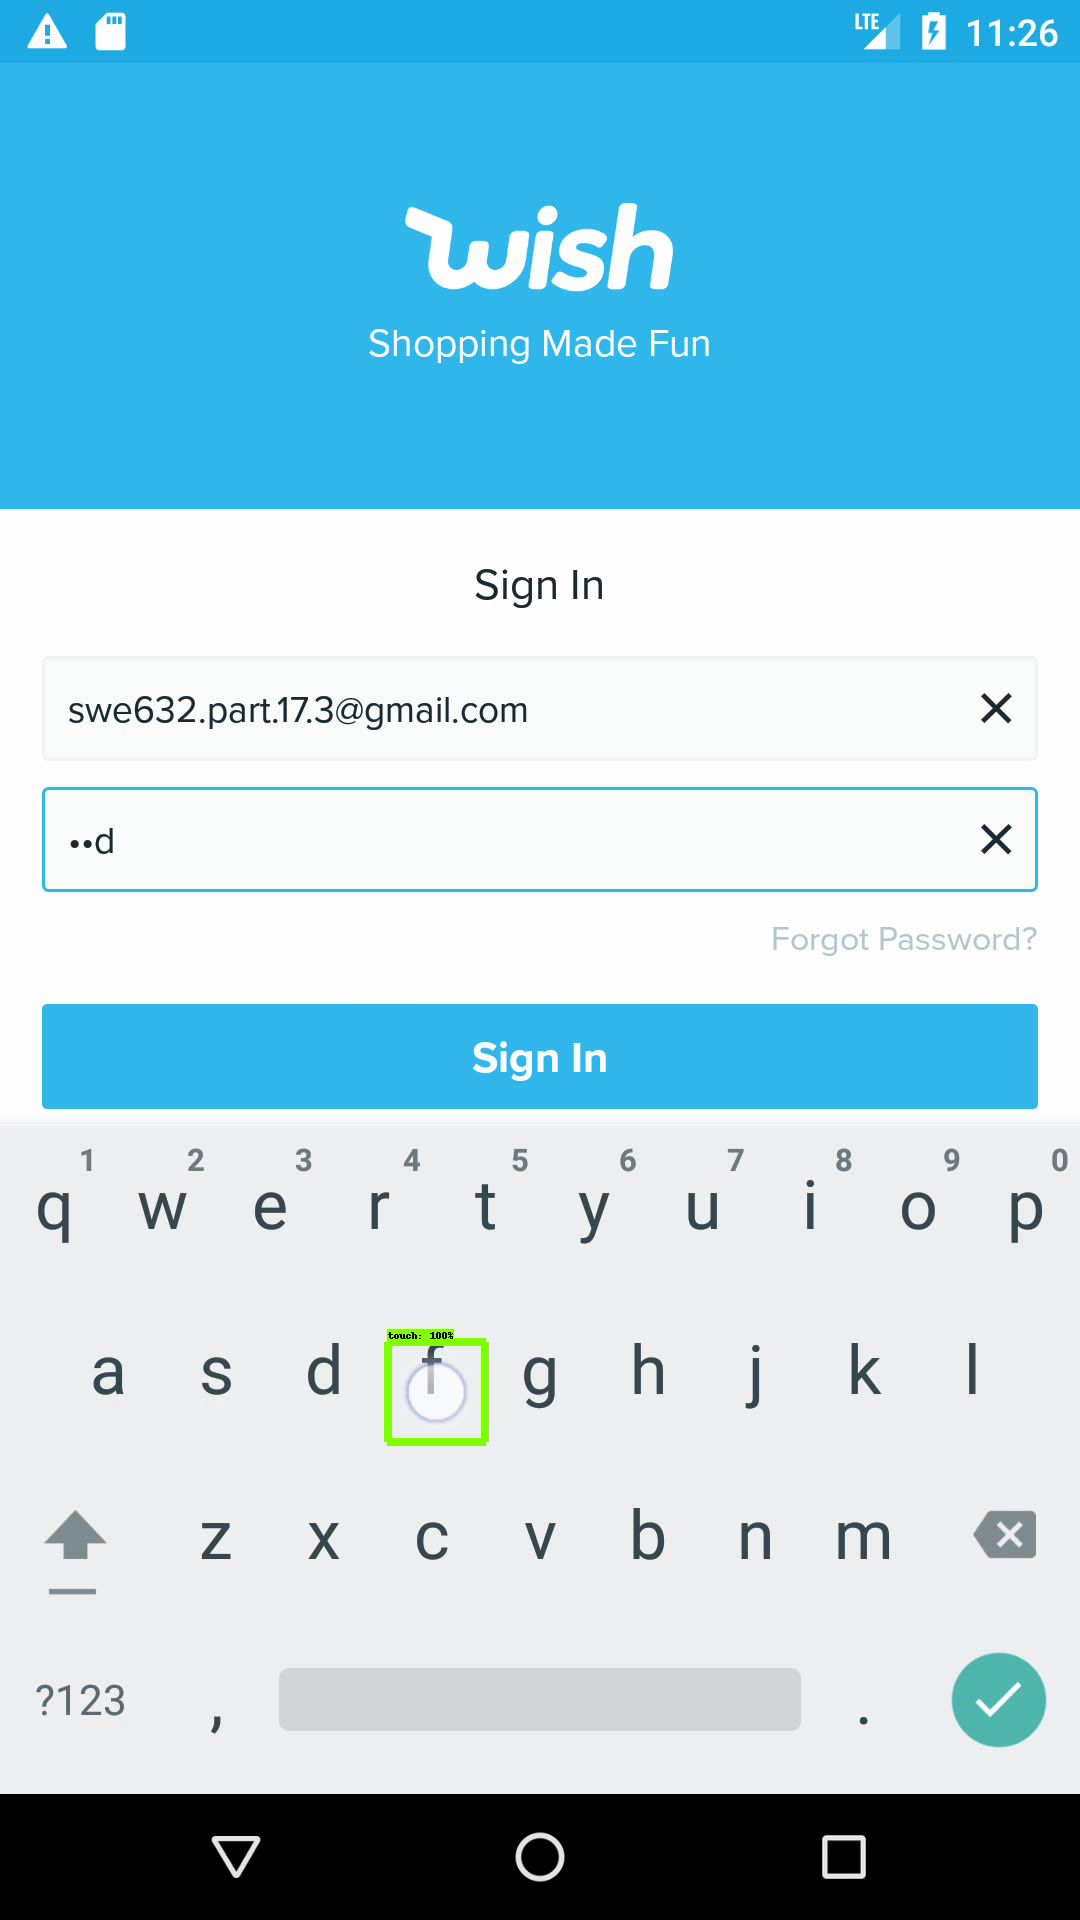 LTE 11:26
wish
Shopping Made Fun
Sign In
swe632.part.17.3@gmail.com
••d
Forgot Password?
Sign In
1 2 3 4 5 6 7 8 9 0
q w e r t y u i o p
touch: 100%
a s d f g h j k l
z x c v b n m
?123 , .